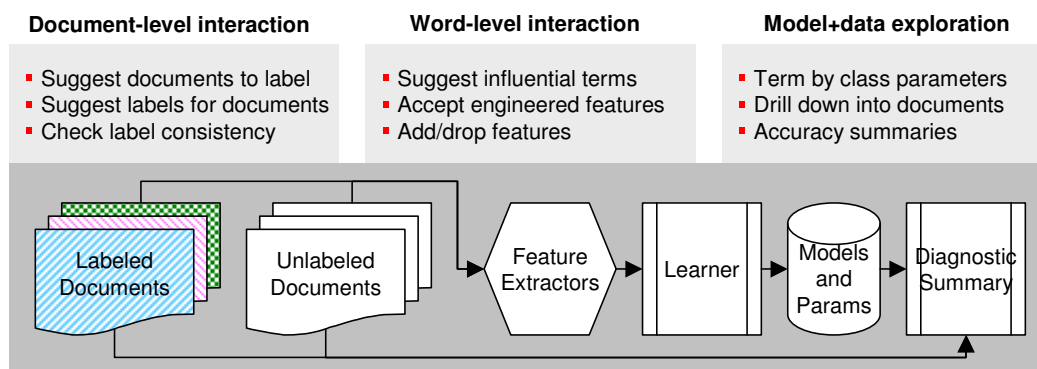 Document-level interaction
Suggest documents to label
Suggest labels for documents
Check label consistency
Word-level interaction
Suggest influential terms
Accept engineered features
Add/drop features
Model+data exploration
Term by class parameters
Drill down into documents
Accuracy summaries
Labeled
Documents
Unlabeled
Documents
Feature
Extractors
Learner
Models
and
Params
Diagnostic
Summary